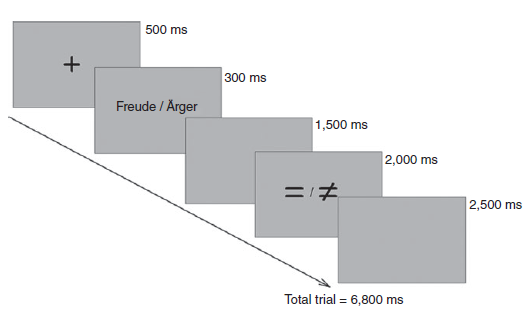 +
500 ms
Freude / Ärger
300 ms
1,500 ms
= / ≠
2,000 ms
2,500 ms
Total trial = 6,800 ms